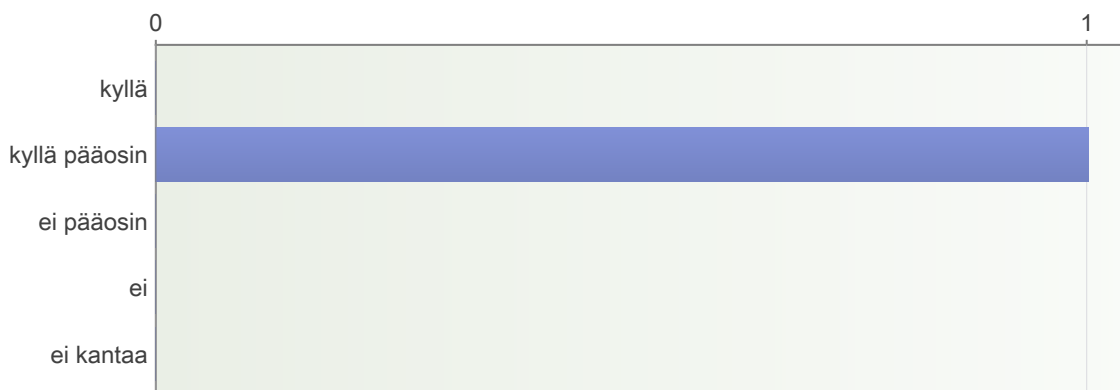 0 1
kyllä
kyllä pääosin
ei pääosin
ei
ei kantaa